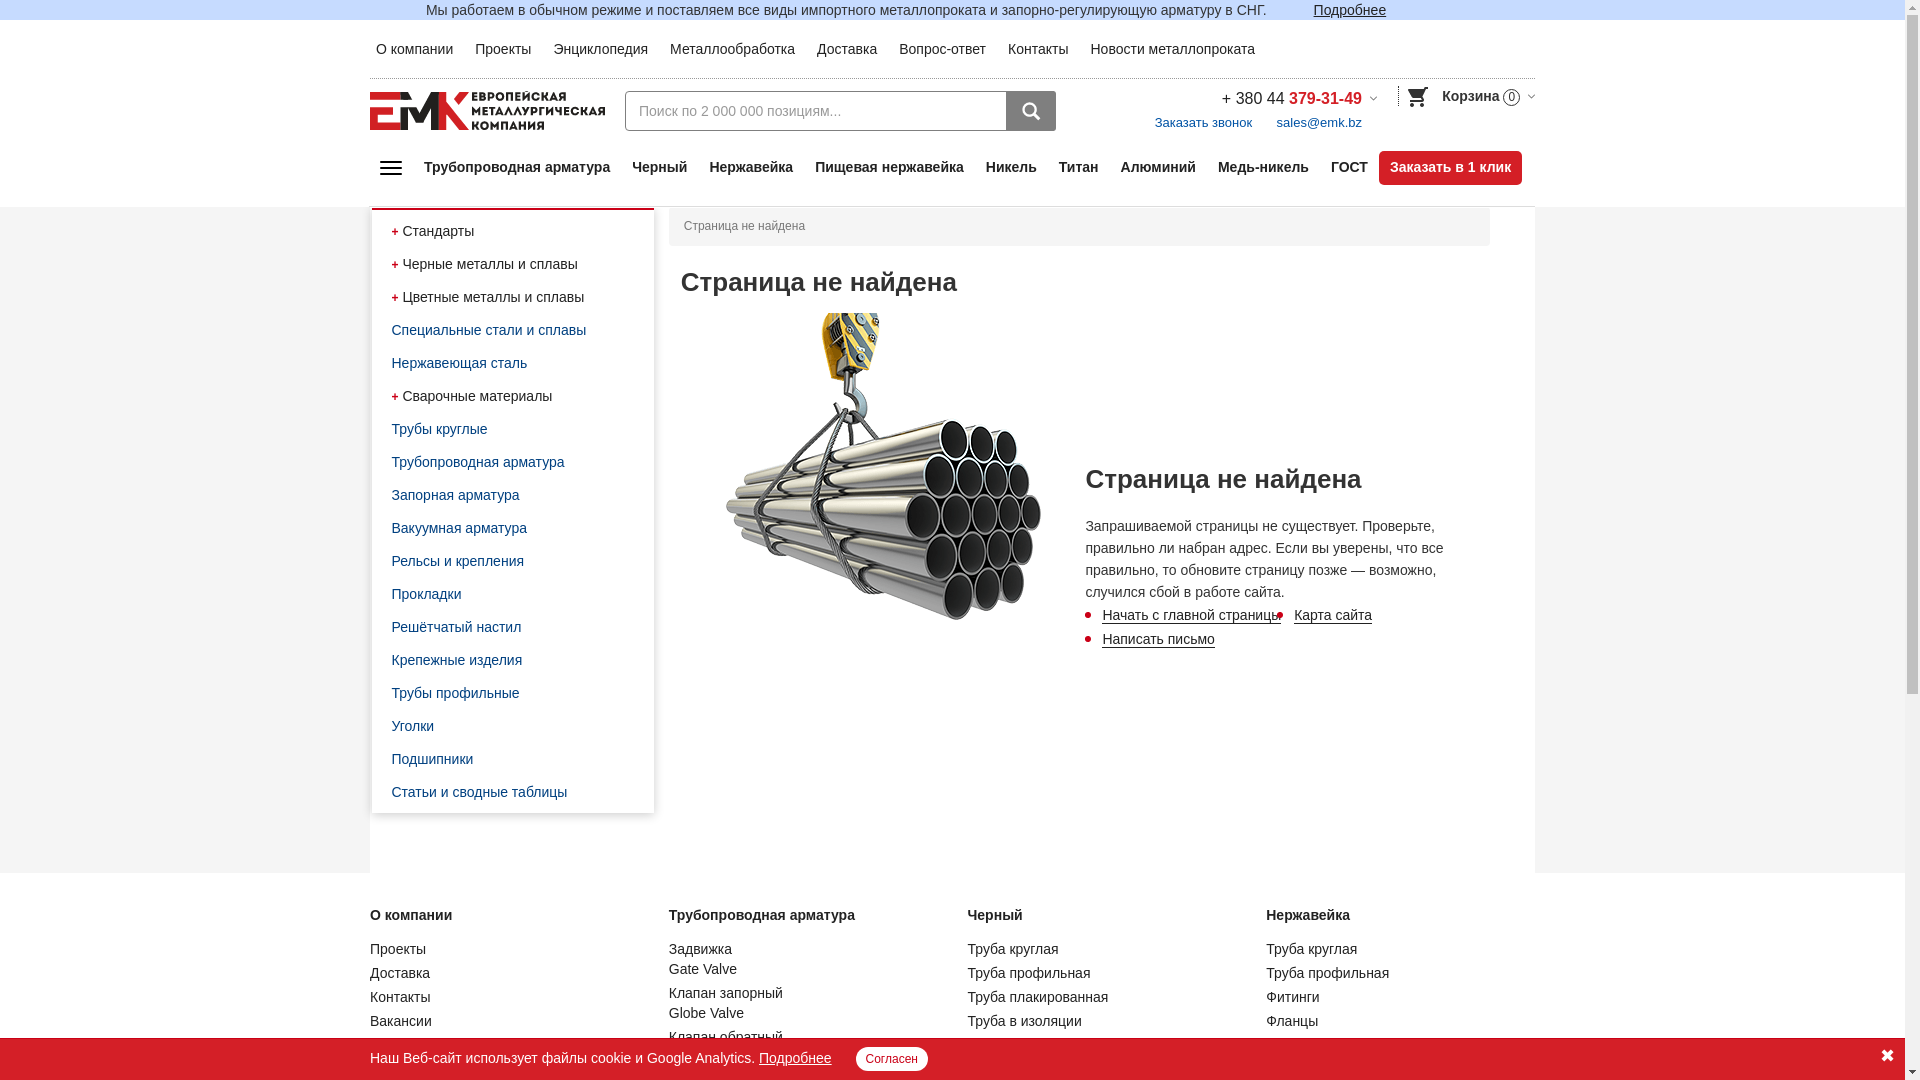 Мы работаем в обычном режиме и поставляем все виды импортного металлопроката и запорно-регулирующую арматуру в СНГ. Подробнее
О компании Проекты Энциклопедия Металлообработка Доставка Вопрос-ответ Контакты Новости металлопроката
ЕМК ЕВРОПЕЙСКАЯ
МЕТАЛЛУРГИЧЕСКАЯ
КОМПАНИЯ
Поиск по 2 000 000 позициям...
+ 380 44 379-31-49
Заказать звонок sales@emk.bz
Корзина 0
Трубопроводная арматура Черный Нержавейка Пищевая нержавейка Никель Титан Алюминий Медь-никель ГОСТ Заказать в 1 клик
+ Стандарты
+ Черные металлы и сплавы
+ Цветные металлы и сплавы
Специальные стали и сплавы
Нержавеющая сталь
+ Сварочные материалы
Трубы круглые
Трубопроводная арматура
Запорная арматура
Вакуумная арматура
Рельсы и крепления
Прокладки
Решётчатый настил
Крепежные изделия
Трубы профильные
Уголки
Подшипники
Статьи и сводные таблицы
Страница не найдена
Страница не найдена
Страница не найдена
Запрашиваемой страницы не существует. Проверьте,
правильно ли набран адрес. Если вы уверены, что все
правильно, то обновите страницу позже — возможно,
случился сбой в работе сайта.
Начать с главной страницы Карта сайта
Написать письмо
О компании
Проекты
Доставка
Контакты
Вакансии
Трубопроводная арматура
Задвижка
Gate Valve
Клапан запорный
Globe Valve
Клапан обратный
Черный
Труба круглая
Труба профильная
Труба плакированная
Труба в изоляции
Нержавейка
Труба круглая
Труба профильная
Фитинги
Фланцы
Наш Веб-сайт использует файлы cookie и Google Analytics. Подробнее Согласен ✖